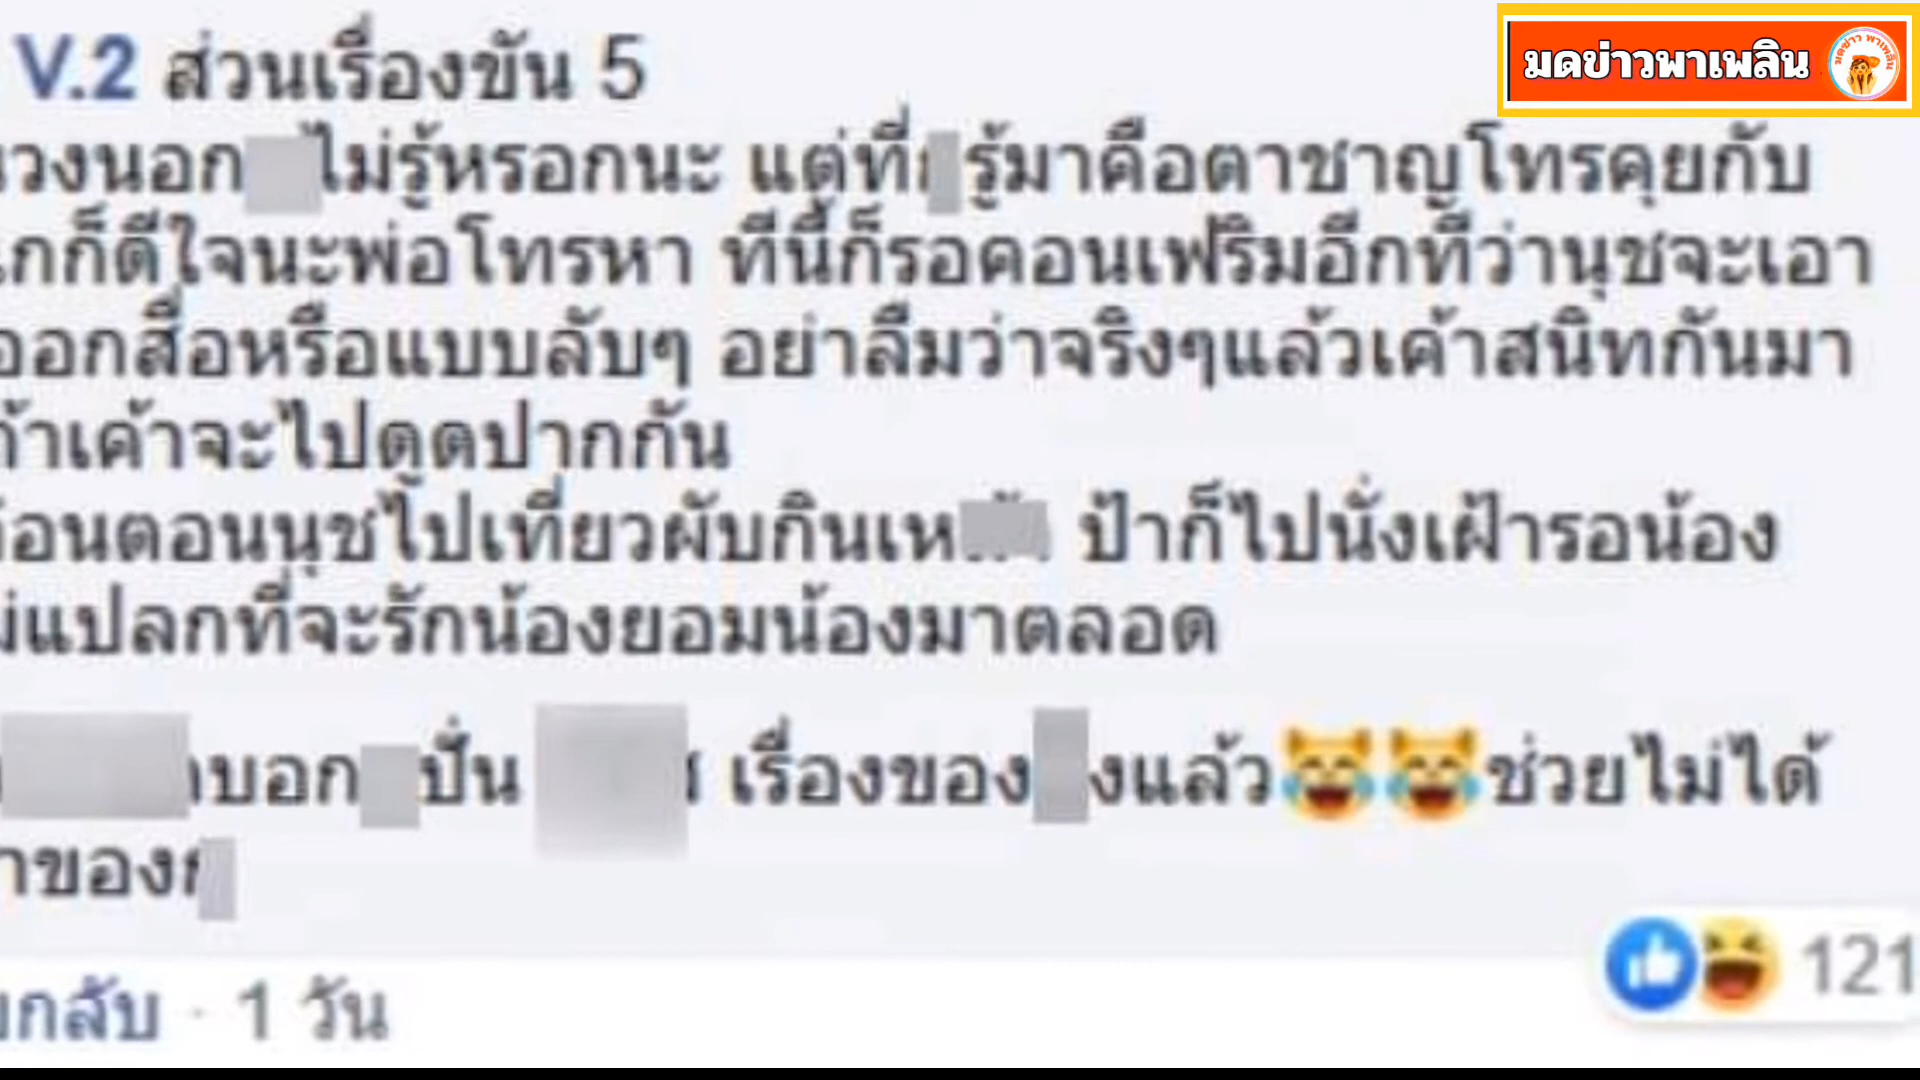 มดข่าวพาเพลิน
V.2 ส่วนเรื่องขัน 5
วงนอก ไม่รู้หรอกนะ แต่ที่ รู้มาคือตาชาญโทรคุยกับ
ก็ดีใจนะพ่อโทรหา ทีนี้ก็รอคอนเฟริมอีกทีว่านุชจะเอา
ออกสื่อหรือแบบลับๆ อย่าลืมว่าจริงๆแล้วเค้าสนิทกันมา
เค้าจะไปดูดปากกัน
ตอนนุชไปเที่ยวผับกิน ป้าก็ไปนั่งเฝ้ารอน้อง
แปลกที่จะรักน้องยอมน้องมาตลอด
บอก ปั่น เรื่องของ แล้ว😹😹ช่วยไม่ได้
ของ
กลับ · 1 วัน
121